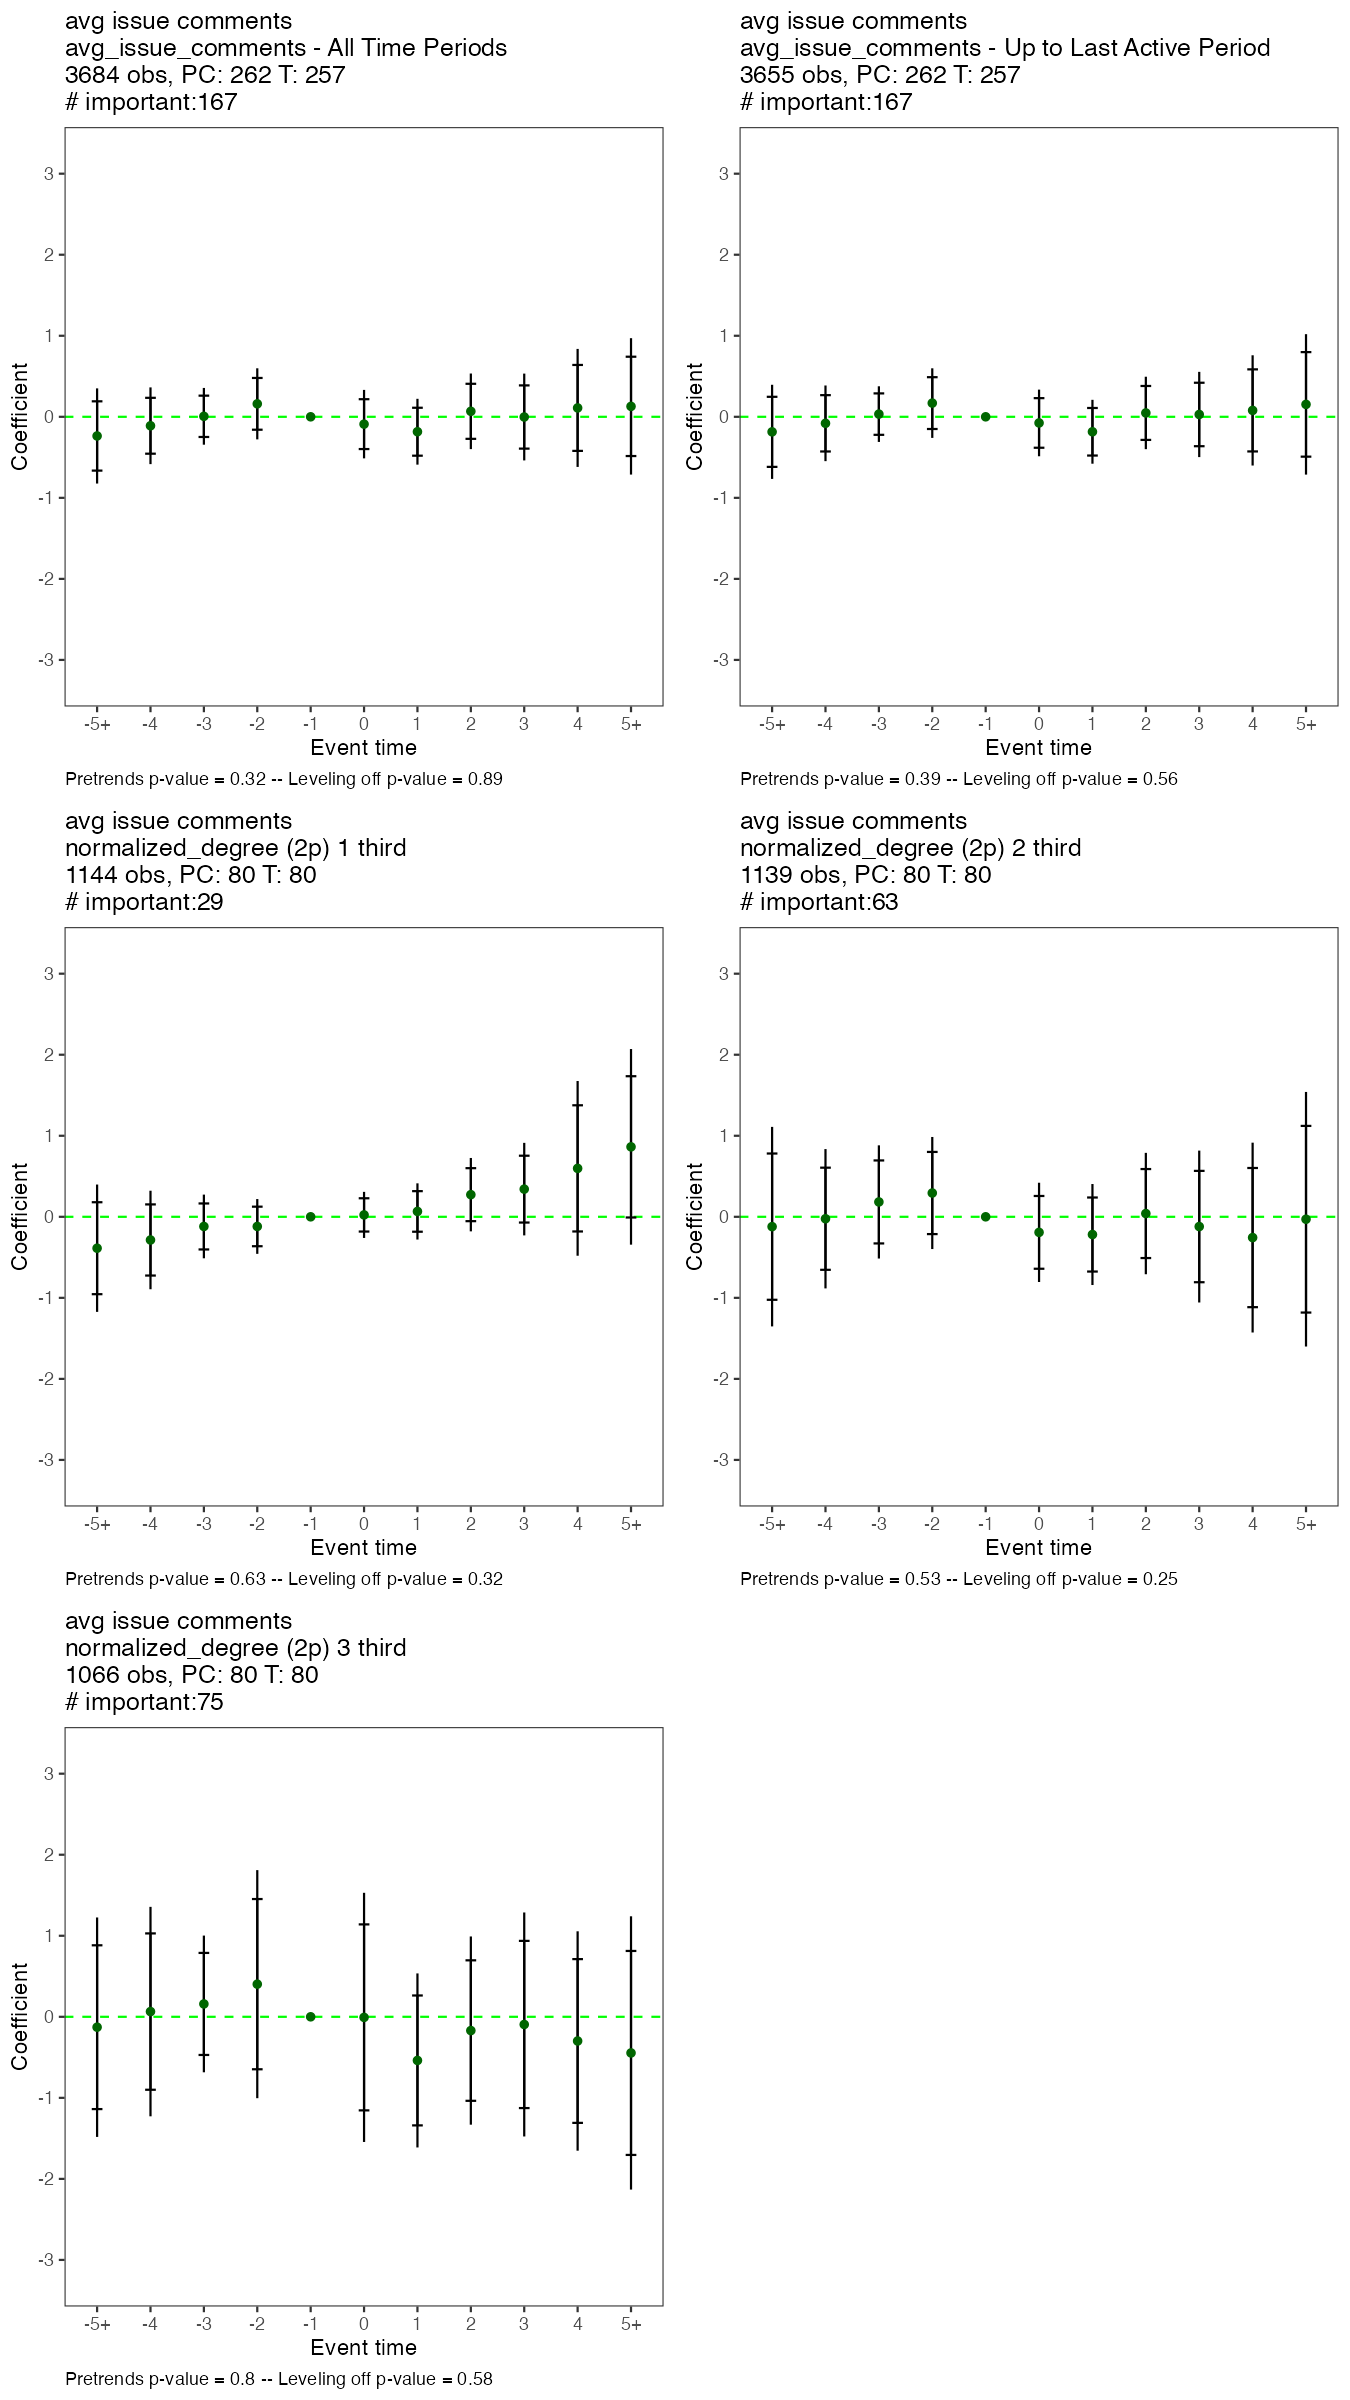 avg issue comments
avg_issue_comments - All Time Periods
3684 obs, PC: 262 T: 257
# important:167
3
2
1
0
-1
-2
-3
Coefficient
-5+ -4 -3 -2 -1 0 1 2 3 4 5+
Event time
Pretrends p-value = 0.32 -- Leveling off p-value = 0.89
avg issue comments
avg_issue_comments - Up to Last Active Period
3655 obs, PC: 262 T: 257
# important:167
3
2
1
0
-1
-2
-3
Coefficient
-5+ -4 -3 -2 -1 0 1 2 3 4 5+
Event time
Pretrends p-value = 0.39 -- Leveling off p-value = 0.56
avg issue comments
normalized_degree (2p) 1 third
1144 obs, PC: 80 T: 80
# important:29
3
2
1
0
-1
-2
-3
Coefficient
-5+ -4 -3 -2 -1 0 1 2 3 4 5+
Event time
Pretrends p-value = 0.63 -- Leveling off p-value = 0.32
avg issue comments
normalized_degree (2p) 2 third
1139 obs, PC: 80 T: 80
# important:63
3
2
1
0
-1
-2
-3
Coefficient
-5+ -4 -3 -2 -1 0 1 2 3 4 5+
Event time
Pretrends p-value = 0.53 -- Leveling off p-value = 0.25
avg issue comments
normalized_degree (2p) 3 third
1066 obs, PC: 80 T: 80
# important:75
3
2
1
0
-1
-2
-3
Coefficient
-5+ -4 -3 -2 -1 0 1 2 3 4 5+
Event time
Pretrends p-value = 0.8 -- Leveling off p-value = 0.58